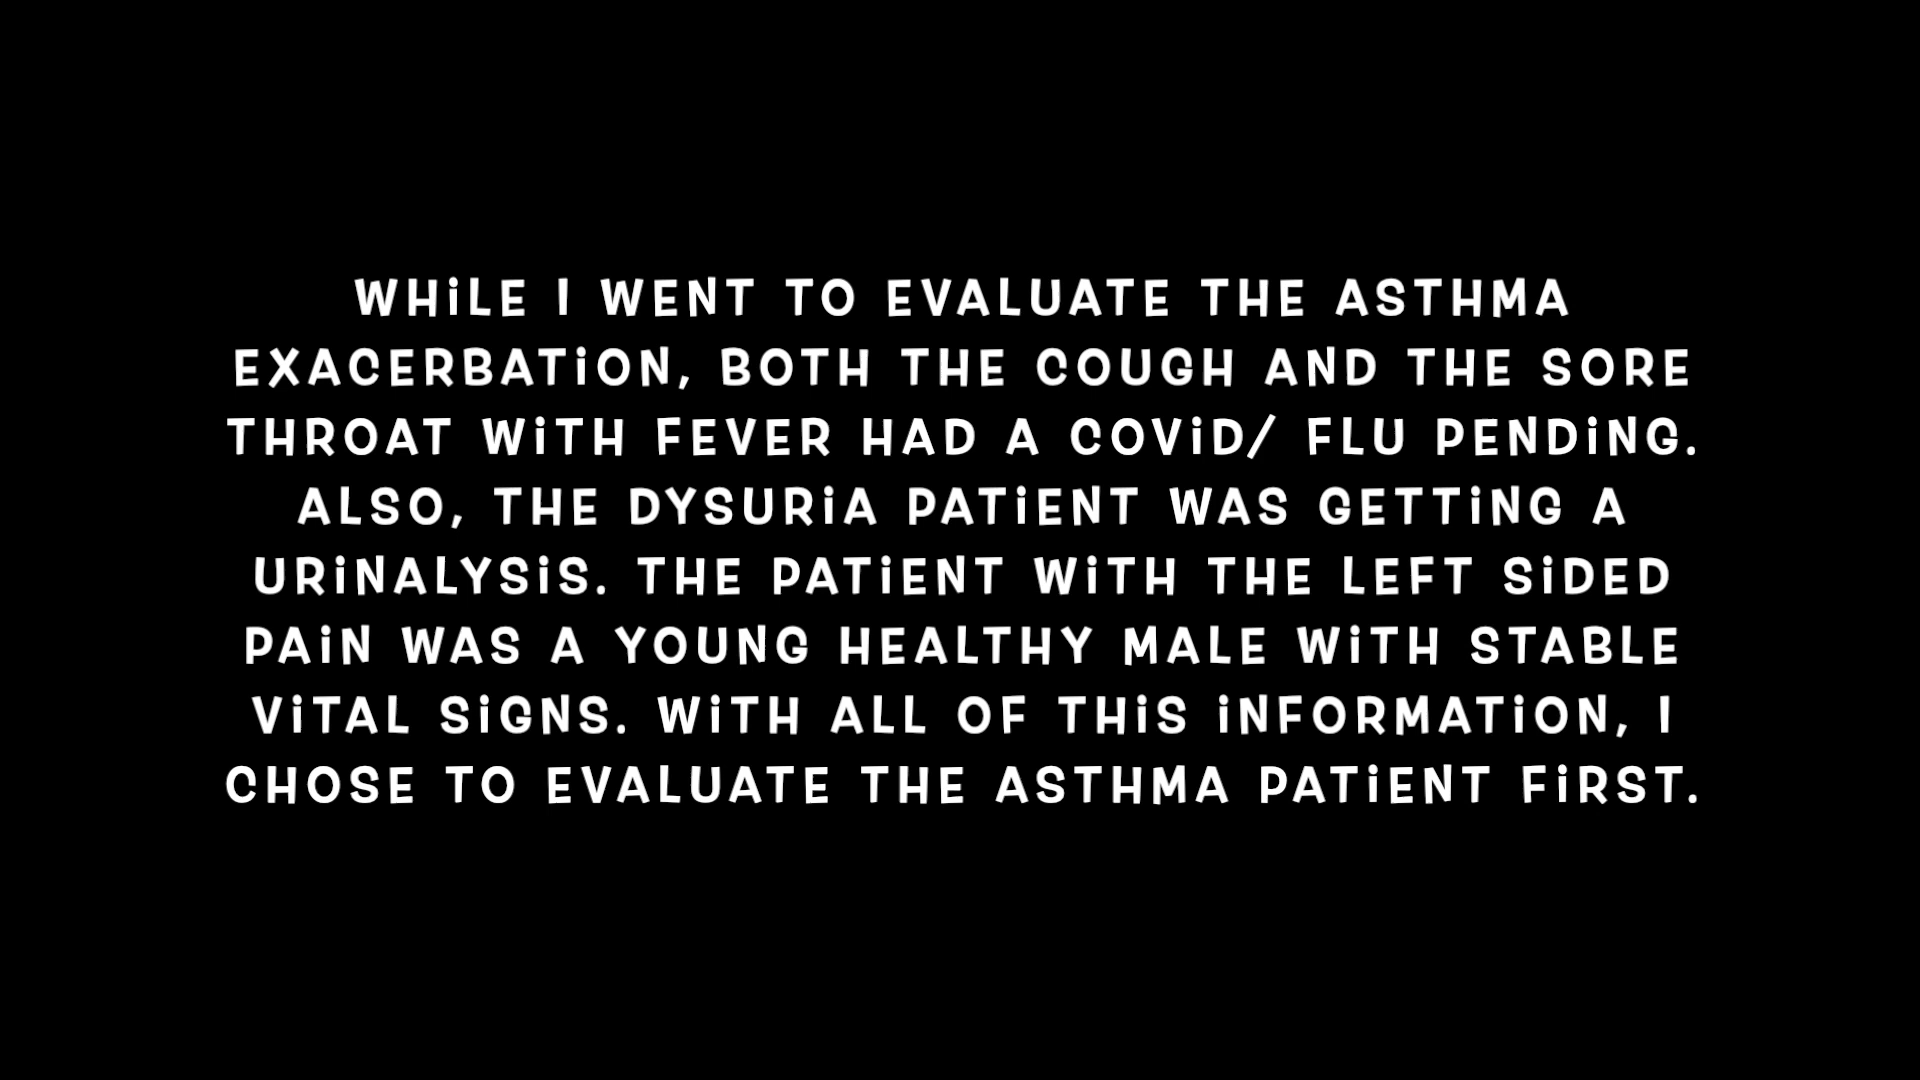 WHiLE I WENT TO EVALUATE THE ASTHMA
EXACERBATiON, BOTH THE COUGH AND THE SORE
THROAT WiTH FEVER HAD A COViD/ FLU PENDiNG.
ALSO, THE DYSURiA PATiENT WAS GETTiNG A
URiNALYSiS. THE PATiENT WiTH THE LEFT SiDED
PAiN WAS A YOUNG HEALTHY MALE WiTH STABLE
ViTAL SiGNS. WiTH ALL OF THiS iNFORMATiON, I
CHOSE TO EVALUATE THE ASTHMA PATiENT FiRST.